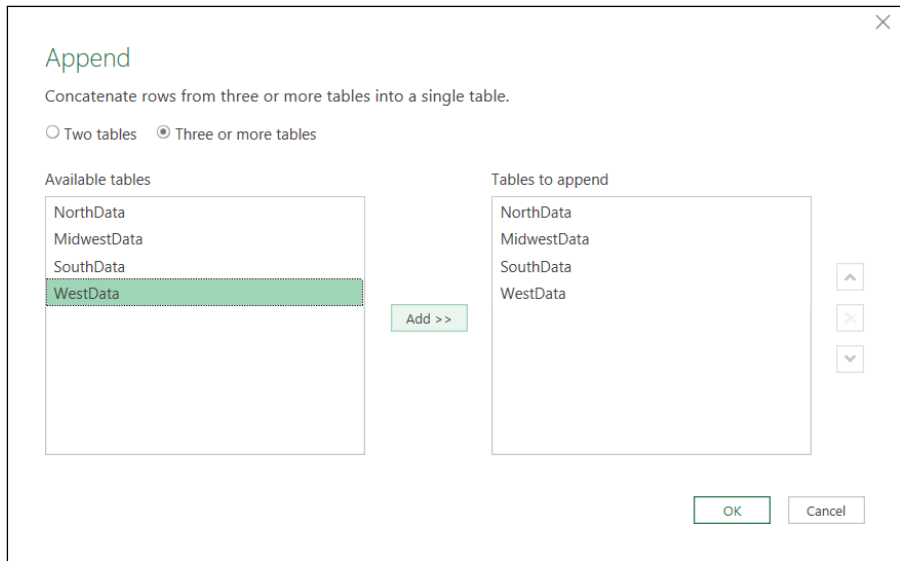 Append
Concatenate rows from three or more tables into a single table.
Two tables Three or more tables
Available tables
NorthData
MidwestData
SouthData
WestData
Add >>
Tables to append
NorthData
MidwestData
SouthData
WestData
OK Cancel